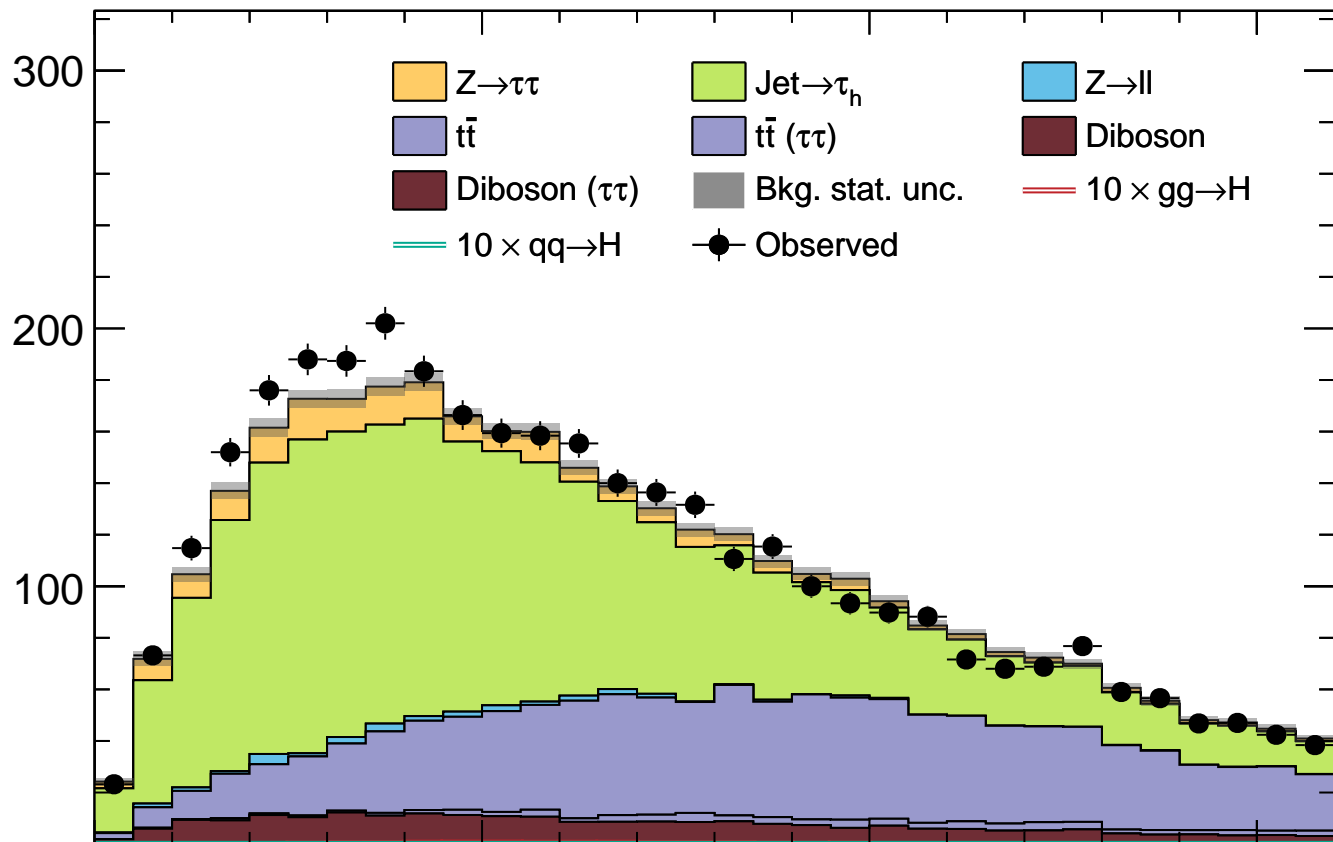 300
Z→ττ Jet→τh Z→ll
tt̄ tt̄ (ττ) Diboson
Diboson (ττ) Bkg. stat. unc. 10 × gg→H
10 × qq→H Observed
200
100